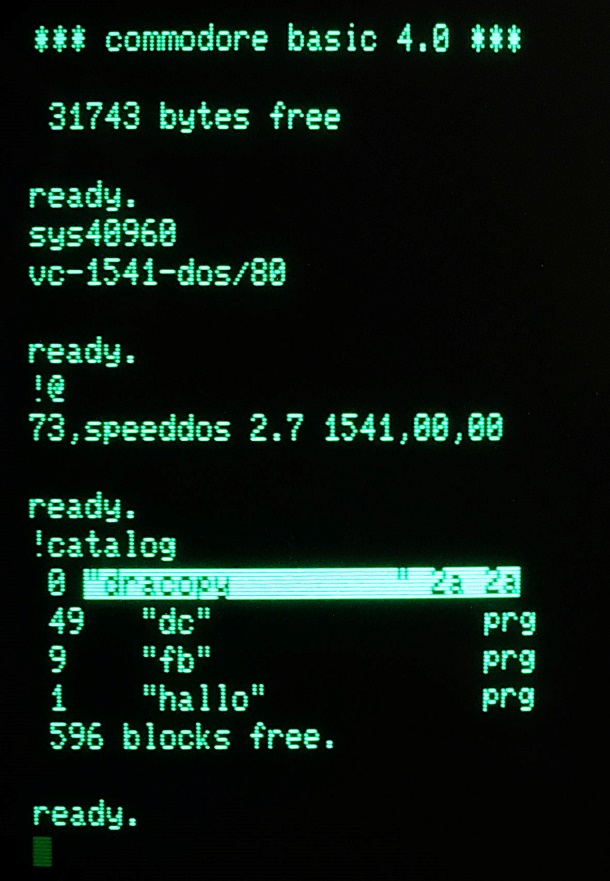 *** commodore basic 4.0 ***
31743 bytes free
ready.
sys40960
vc-1541-dos/80
ready.
!@
73,speeddos 2.7 1541,00,00
ready.
!catalog
0 "dracopy         " 2a 2a
49   "dc"               prg
9    "fb"               prg
1    "hallo"            prg
596 blocks free.
ready.